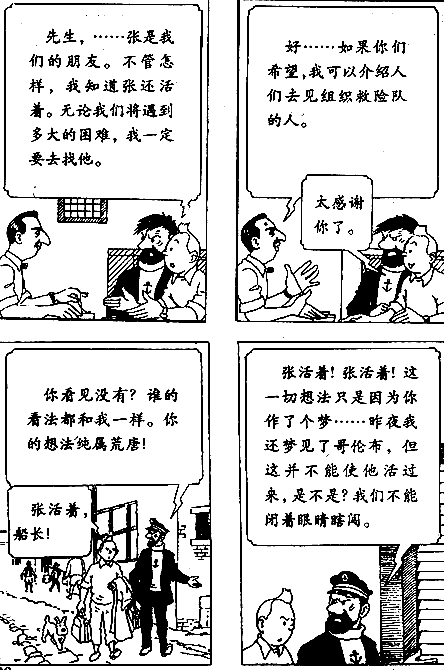 先生，……张是我
们的朋友。不管怎
样，我知道张还活
着。无论我们将遇到
多大的困难，我一定
要去找他。
好……如果你们
希望，我可以介绍人
们去见组织救险队
的人。
太感谢
你了。
你看见没有？谁的
看法都和我一样。你
的想法纯属荒唐！
张活着，
船长！
张活着！张活着！这
一切想法只是因为你
作了个梦……昨夜我
还梦见了哥伦布，但
这并不能使他活过
来，是不是？我们不能
闭着眼睛瞎闯。